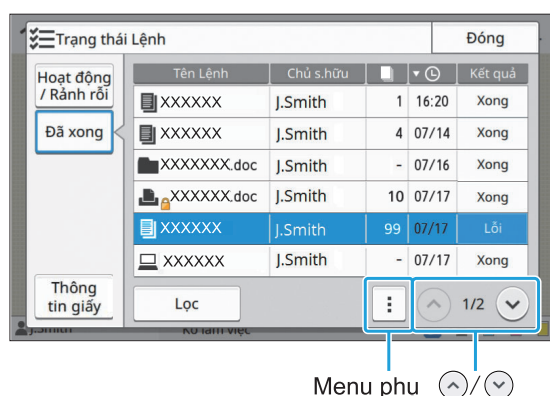 Trạng thái Lệnh
Đóng
Hoạt động
/ Rảnh rỗi
Đã xong
Thông
tin giấy
Tên Lệnh Chủ s.hữu Kết quả
XXXXXX J.Smith 1 16:20 Xong
XXXXXX J.Smith 4 07/14 Xong
XXXXXXX.doc J.Smith - 07/16 Xong
XXXXXXX.doc J.Smith 10 07/17 Xong
XXXXXX J.Smith 99 07/17 Lỗi
XXXXXX J.Smith - 07/17 Xong
Lọc
1/2
J.Smith
Menu phụ /